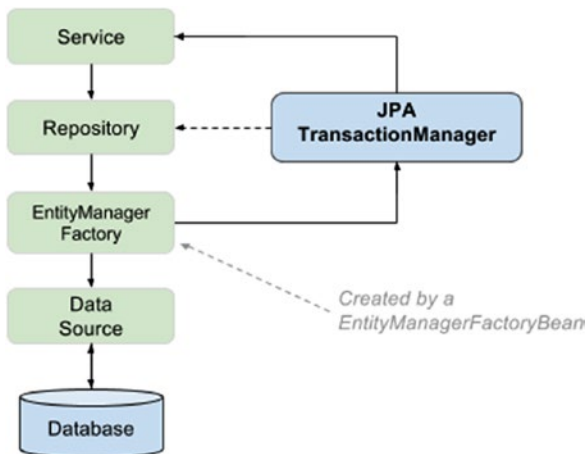 Service
JPA
TransactionManager
Repository
EntityManager
Factory
Created by a
EntityManagerFactoryBean
Data
Source
Database